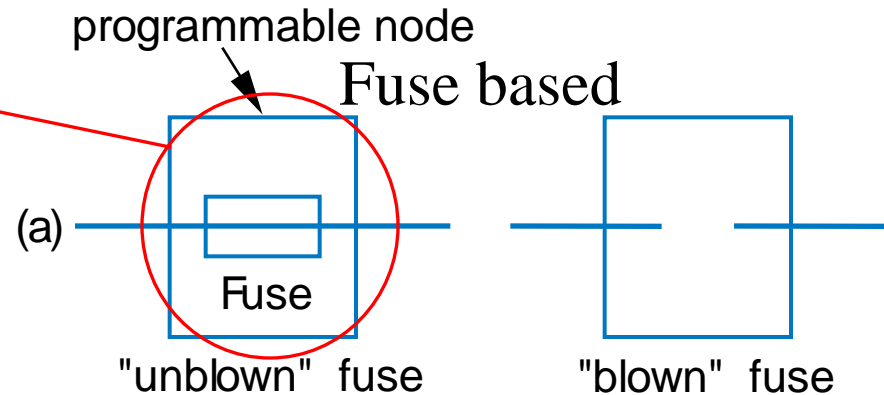 programmable node
Fuse based
(a)
Fuse
"unblown" fuse
"blown" fuse